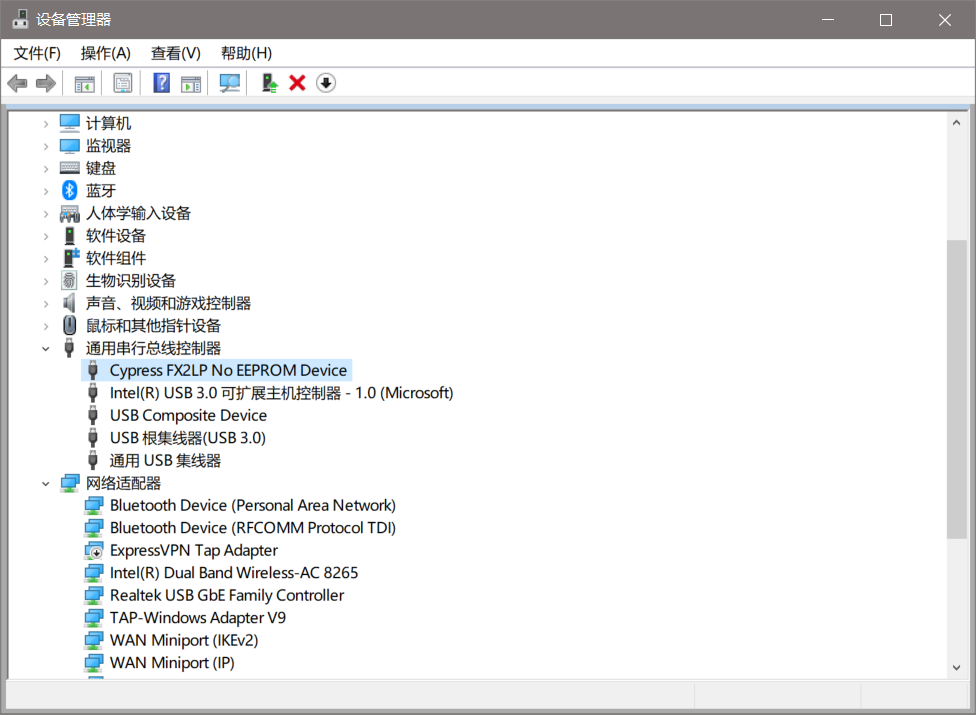 设备管理器
文件(F) 操作(A) 查看(V) 帮助(H)
计算机
监视器
键盘
蓝牙
人体学输入设备
软件设备
软件组件
生物识别设备
声音、视频和游戏控制器
鼠标和其他指针设备
通用串行总线控制器
Cypress FX2LP No EEPROM Device
Intel(R) USB 3.0 可扩展主机控制器 - 1.0 (Microsoft)
USB Composite Device
USB 根集线器(USB 3.0)
通用 USB 集线器
网络适配器
Bluetooth Device (Personal Area Network)
Bluetooth Device (RFCOMM Protocol TDI)
ExpressVPN Tap Adapter
Intel(R) Dual Band Wireless-AC 8265
Realtek USB GbE Family Controller
TAP-Windows Adapter V9
WAN Miniport (IKEv2)
WAN Miniport (IP)